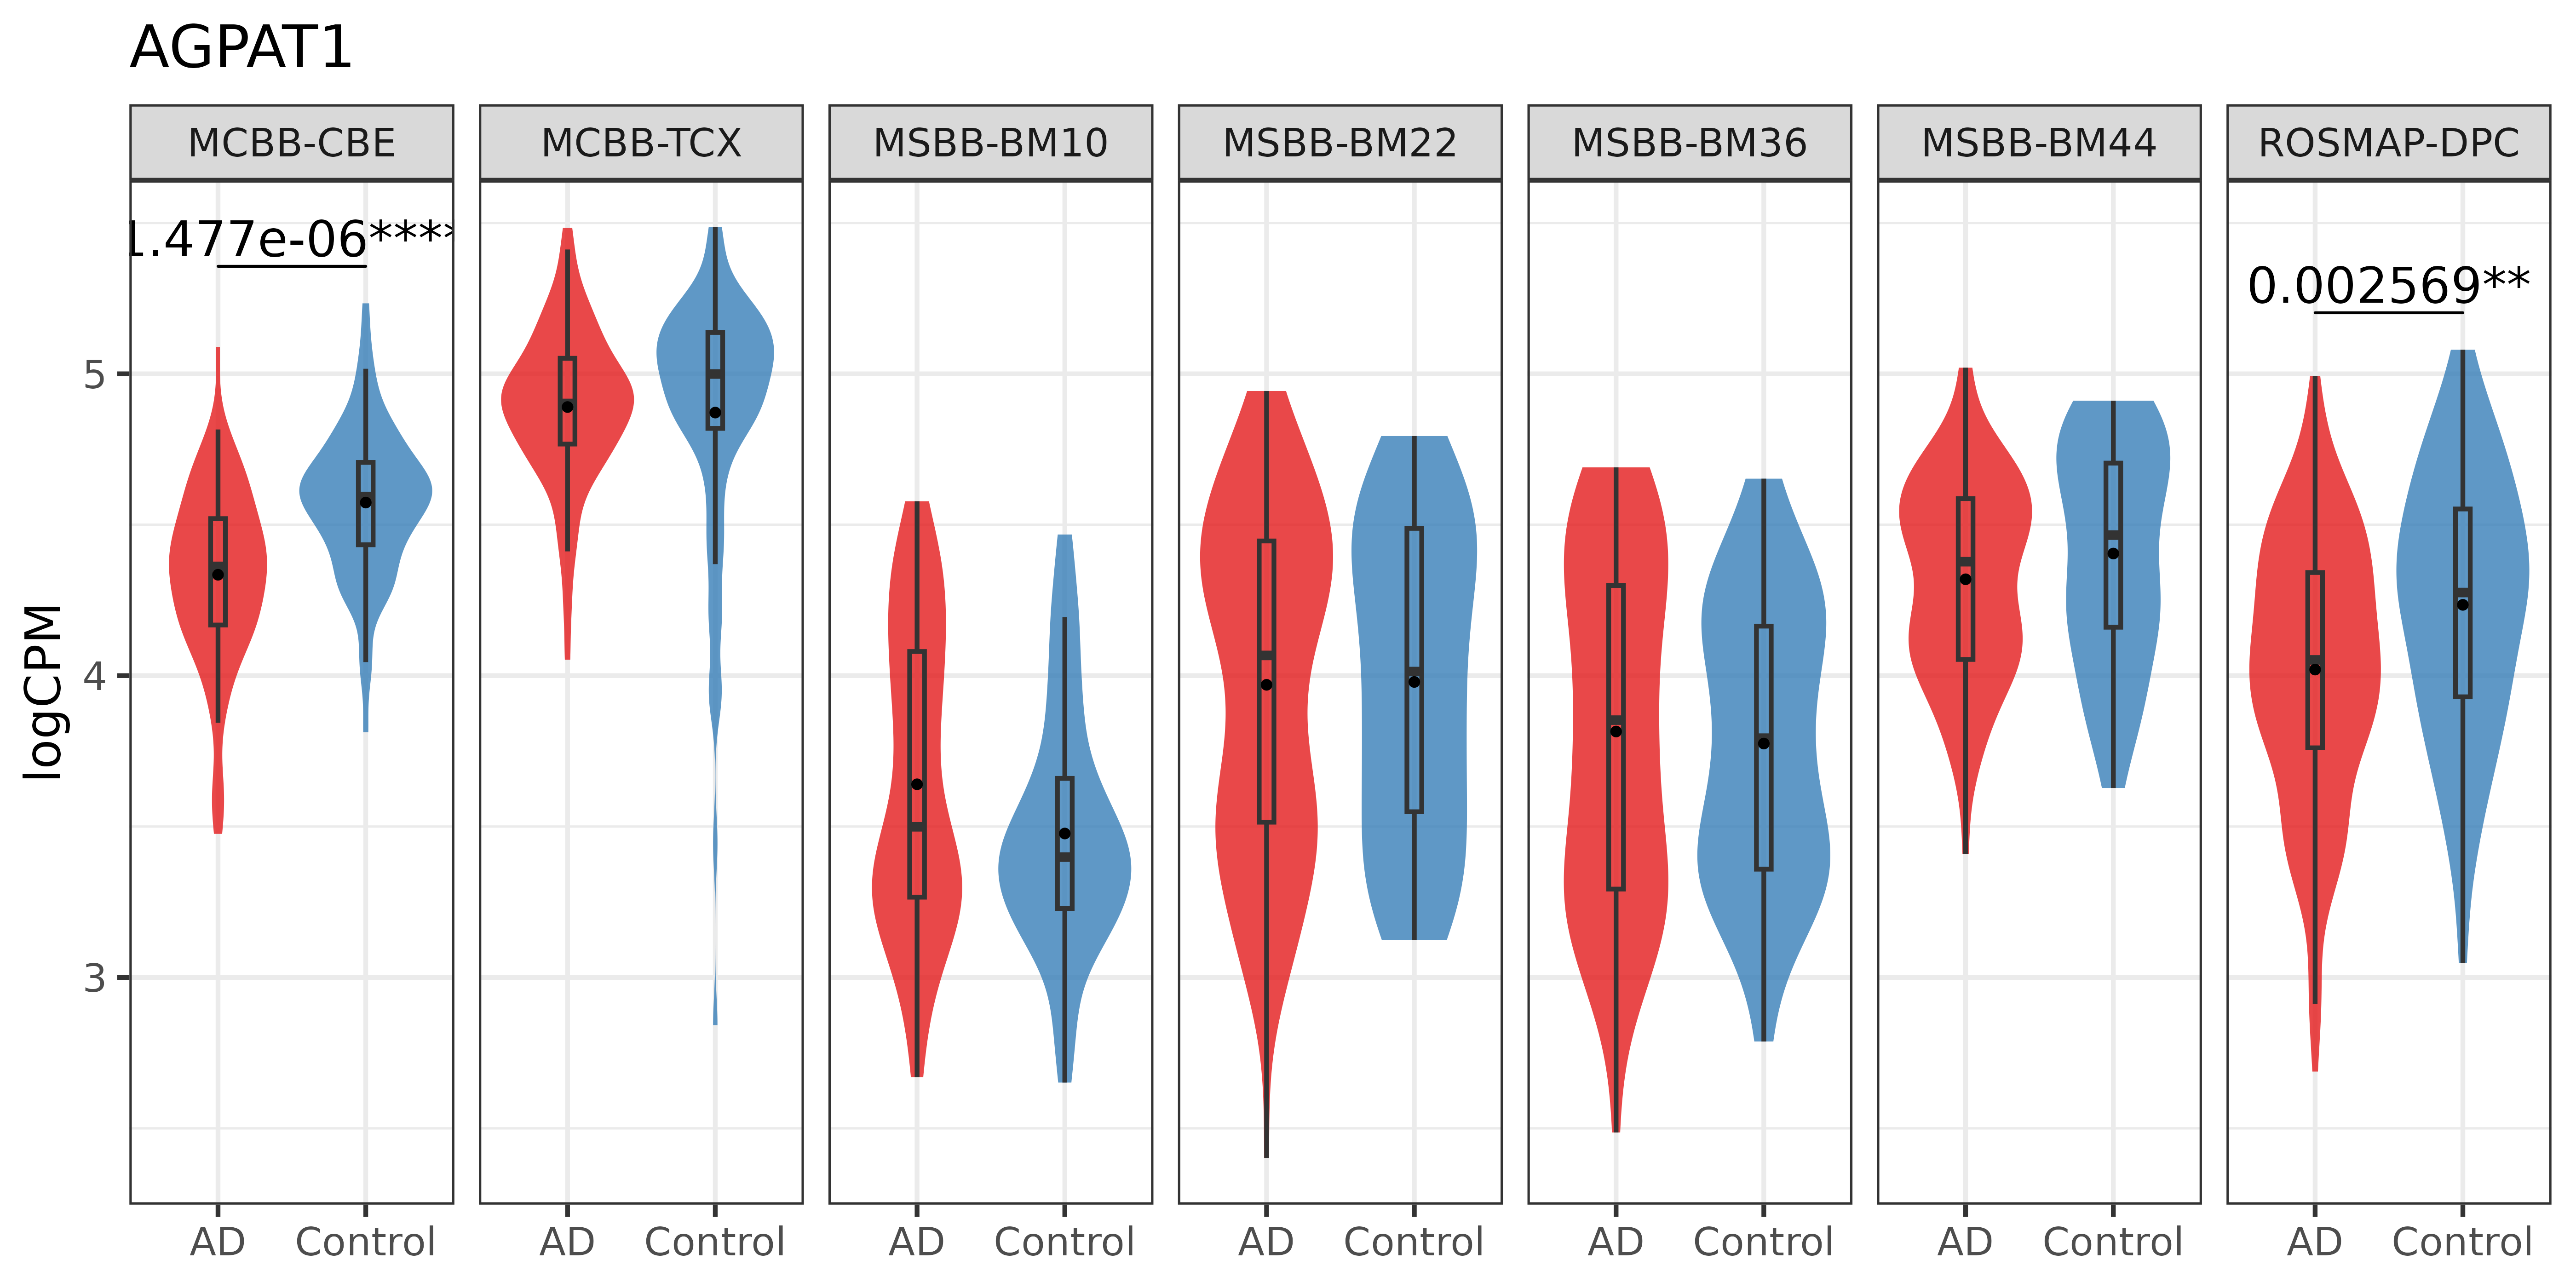 AGPAT1
MCBB-CBE MCBB-TCX MSBB-BM10 MSBB-BM22 MSBB-BM36 MSBB-BM44 ROSMAP-DPC
1.477e-06****
0.002569**
5
4
3
logCPM
AD Control AD Control AD Control AD Control AD Control AD Control AD Control